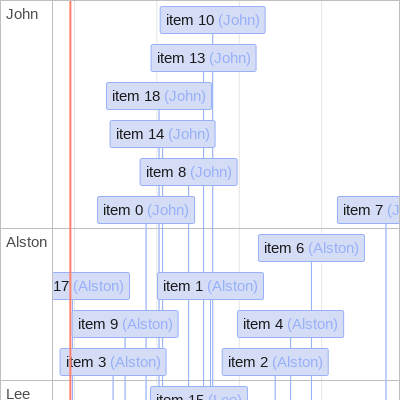 John
item 10 (John)
item 13 (John)
item 18 (John)
item 14 (John)
item 8 (John)
item 0 (John)
item 7 (J
Alston
item 6 (Alston)
17 (Alston)
item 1 (Alston)
item 9 (Alston)
item 4 (Alston)
item 3 (Alston)
item 2 (Alston)
Lee
item 15 (Lee)